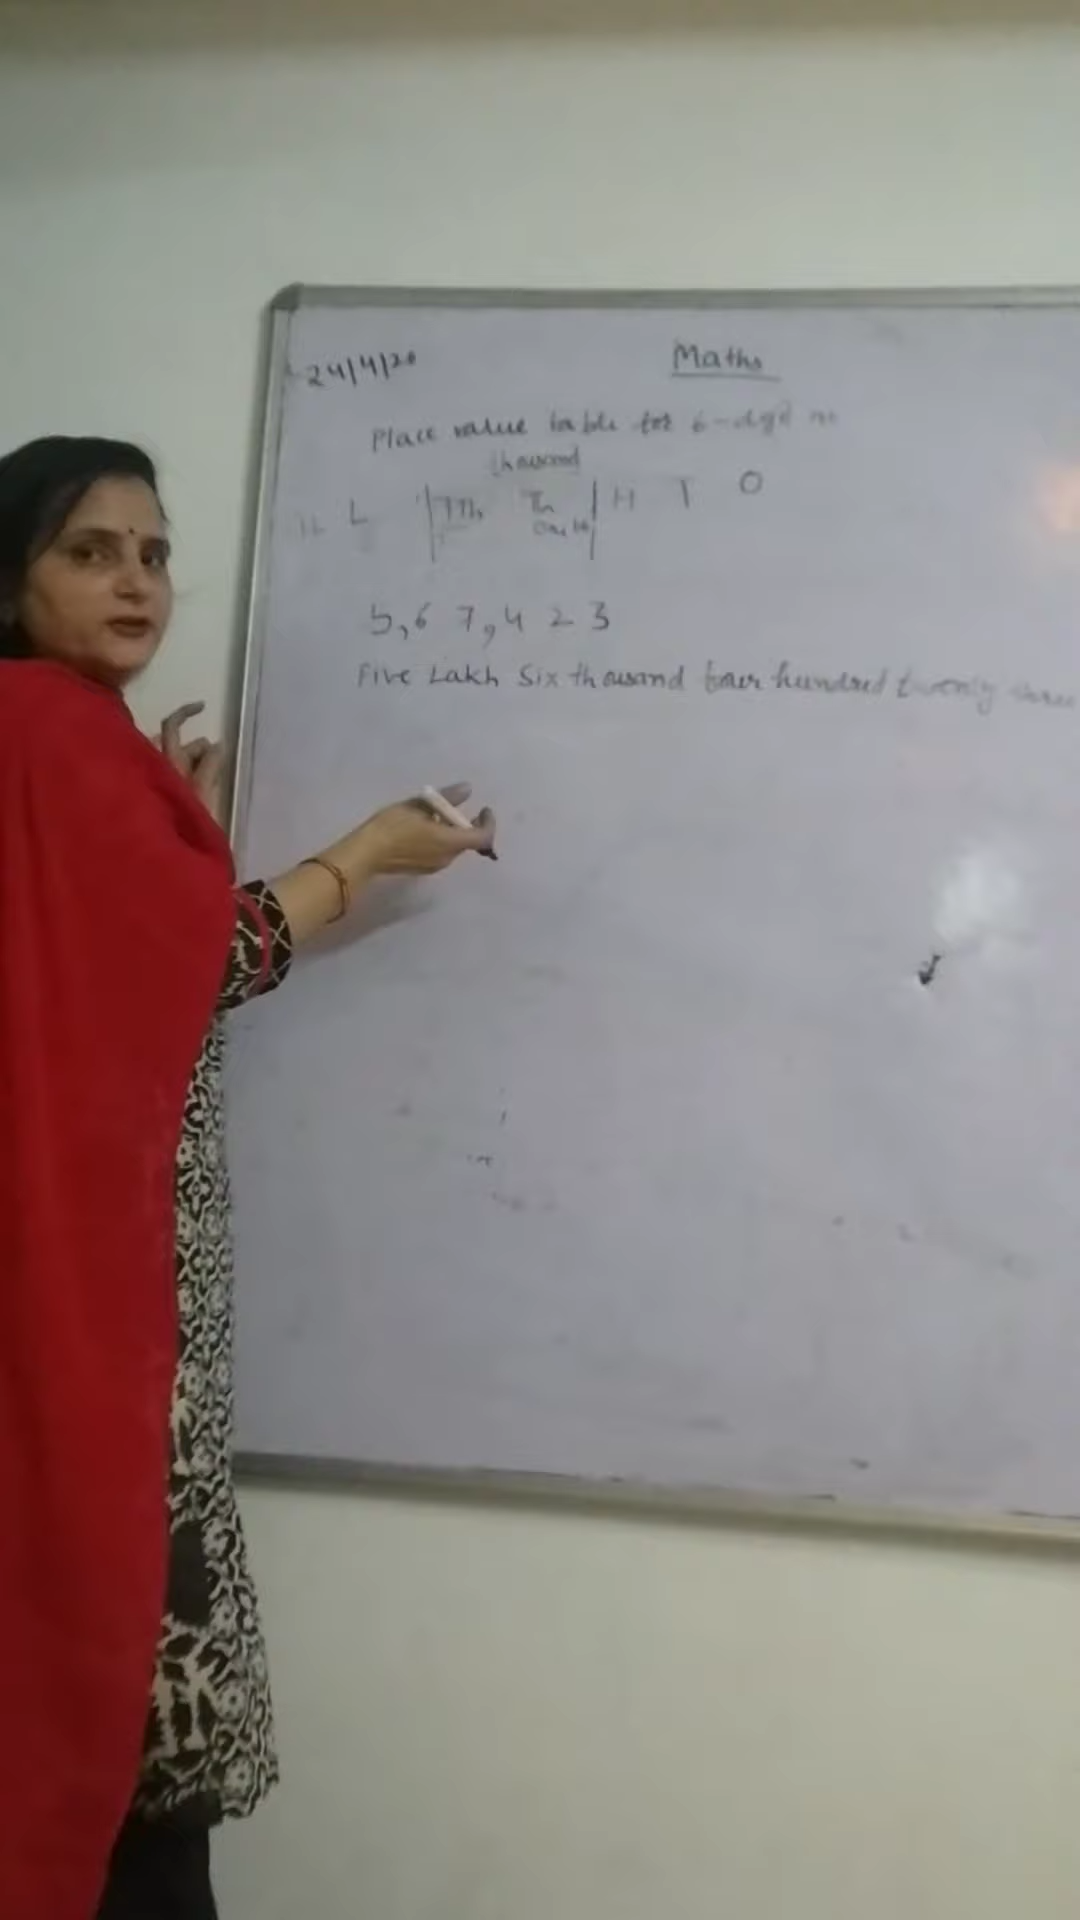 24/4/20
Maths
Place value table for 6-digit no
thousand
L TTh Th H T O
5,6 7,4 2 3
Five Lakh Six thousand four hundred twenty three